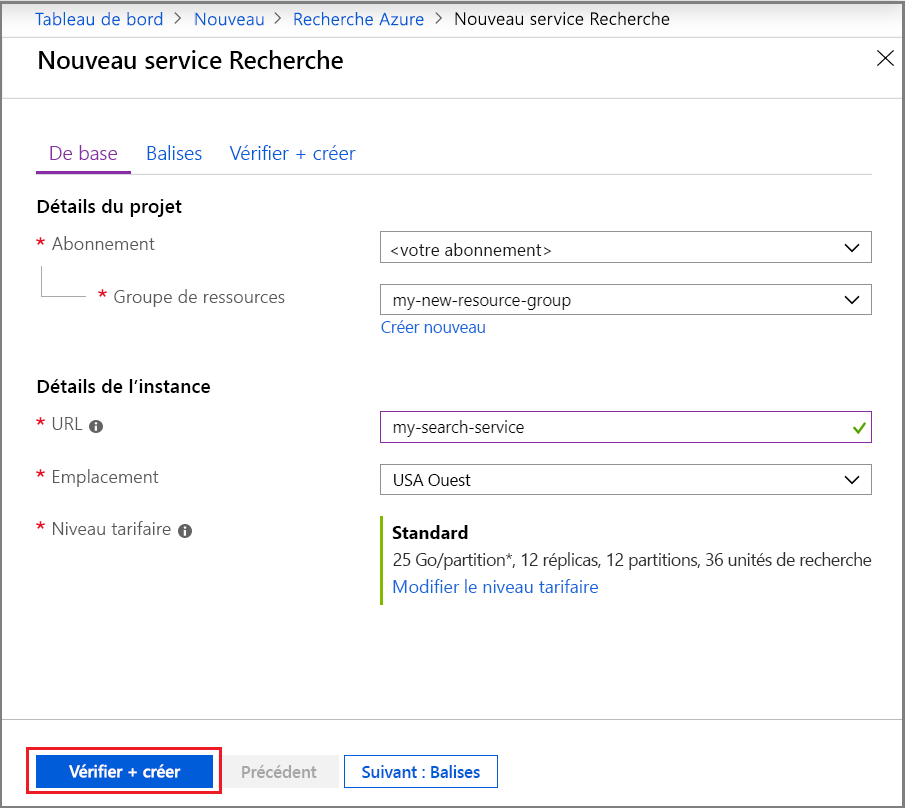 Tableau de bord > Nouveau > Recherche Azure > Nouveau service Recherche
Nouveau service Recherche
De base Balises Vérifier + créer
Détails du projet
* Abonnement <votre abonnement>
* Groupe de ressources my-new-resource-group
Créer nouveau
Détails de l’instance
* URL my-search-service
* Emplacement USA Ouest
* Niveau tarifaire Standard
25 Go/partition*, 12 réplicas, 12 partitions, 36 unités de recherche
Modifier le niveau tarifaire
Vérifier + créer Précédent Suivant : Balises